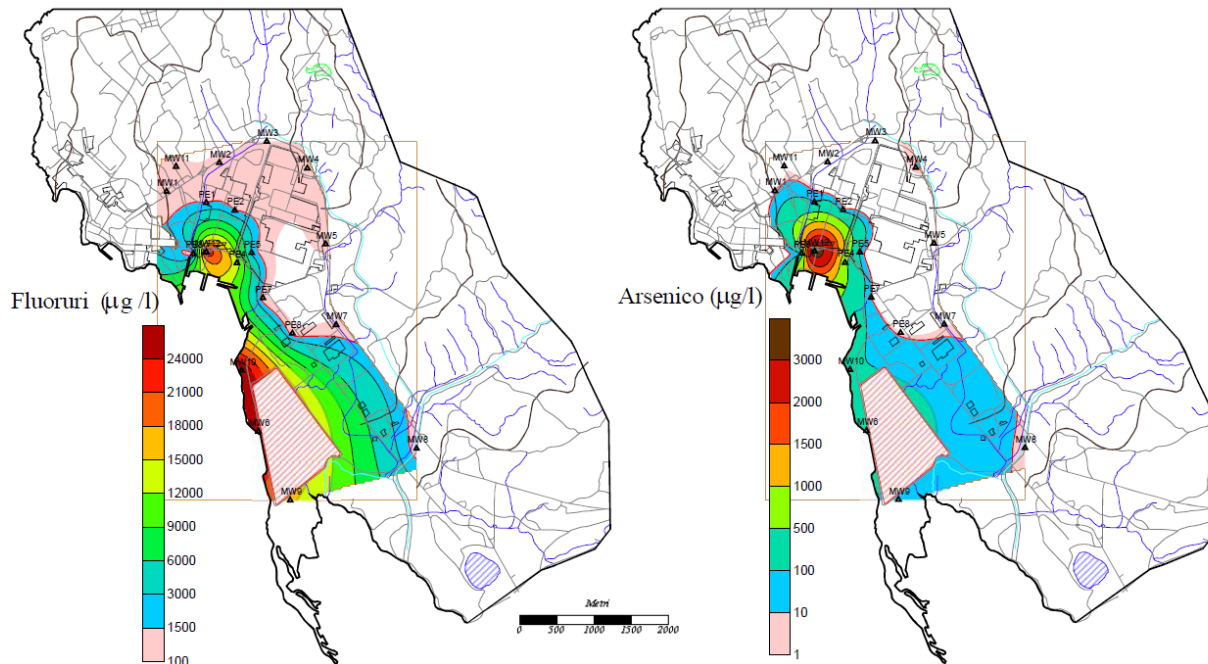 MW3
MW11
MW2
MW4
MW1
PE1
PE2
MW5
MW12
PE5
PE4
PE7
MW7
PE8
MW10
MW6
MW8
MW9
Fluoruri (µg /l)
24000
21000
18000
15000
12000
9000
6000
3000
1500
100
Metri
0 500 1000 1500 2000
MW3
MW11
MW2
MW4
MW1
PE1
PE2
MW5
MW12
PE5
PE4
PE7
MW7
PE8
MW10
MW6
MW8
MW9
Arsenico (µg/l)
3000
2000
1500
1000
500
100
10
1